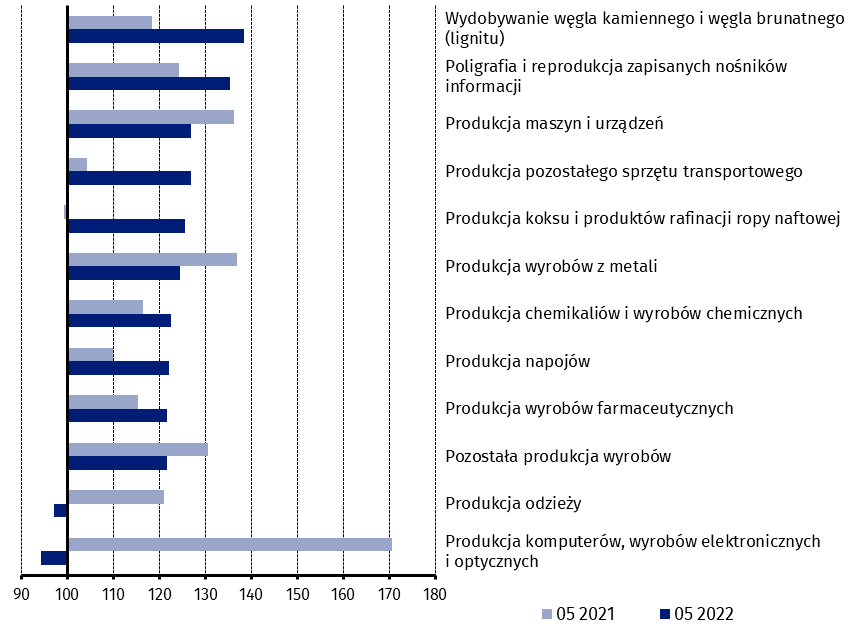 Wydobywanie węgla kamiennego i węgla brunatnego
(lignitu)
Poligrafia i reprodukcja zapisanych nośników
informacji
Produkcja maszyn i urządzeń
Produkcja pozostałego sprzętu transportowego
Produkcja koksu i produktów rafinacji ropy naftowej
Produkcja wyrobów z metali
Produkcja chemikaliów i wyrobów chemicznych
Produkcja napojów
Produkcja wyrobów farmaceutycznych
Pozostała produkcja wyrobów
Produkcja odzieży
Produkcja komputerów, wyrobów elektronicznych
i optycznych
90 100 110 120 130 140 150 160 170 180
05 2021 05 2022